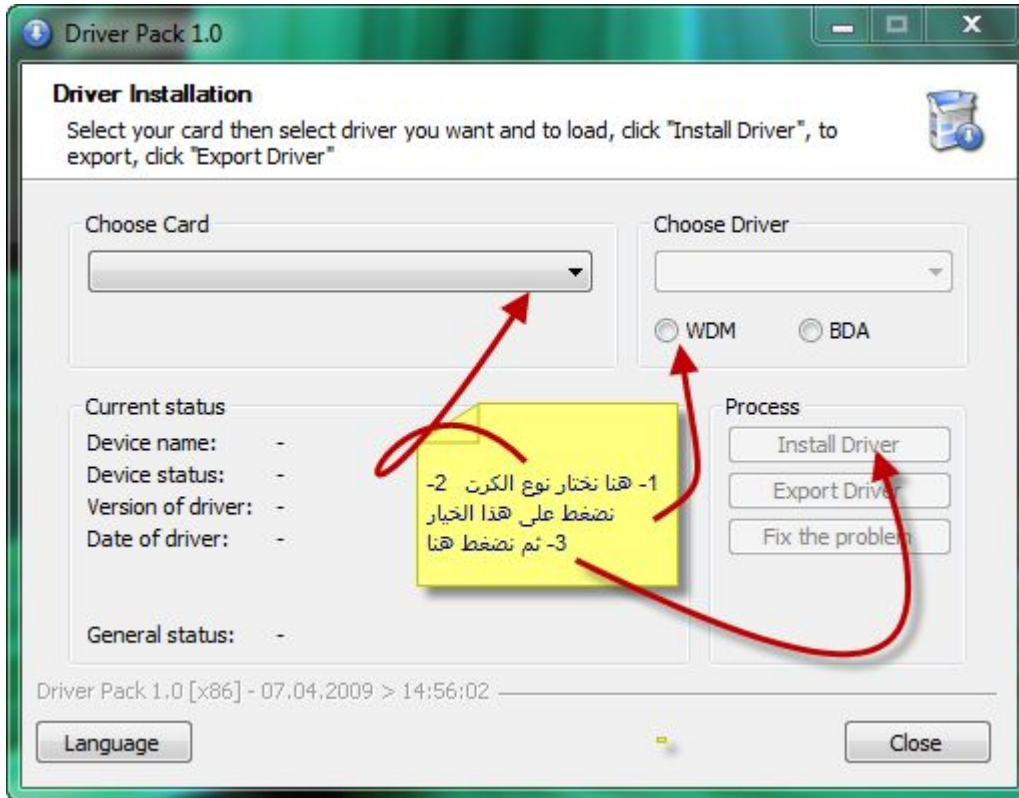 Driver Pack 1.0
Driver Installation
Select your card then select driver you want and to load, click "Install Driver", to
export, click "Export Driver"
Choose Card
Choose Driver
WDM
BDA
Current status
Device name: -
Device status: -
Version of driver: -
Date of driver: -
General status: -
1- هنا نختار نوع الكرت 2-
نضغط على هذا الخيار
3- ثم نضغط هنا
Process
Install Driver
Export Driver
Fix the problem
Driver Pack 1.0 [x86] - 07.04.2009 > 14:56:02
Language
Close